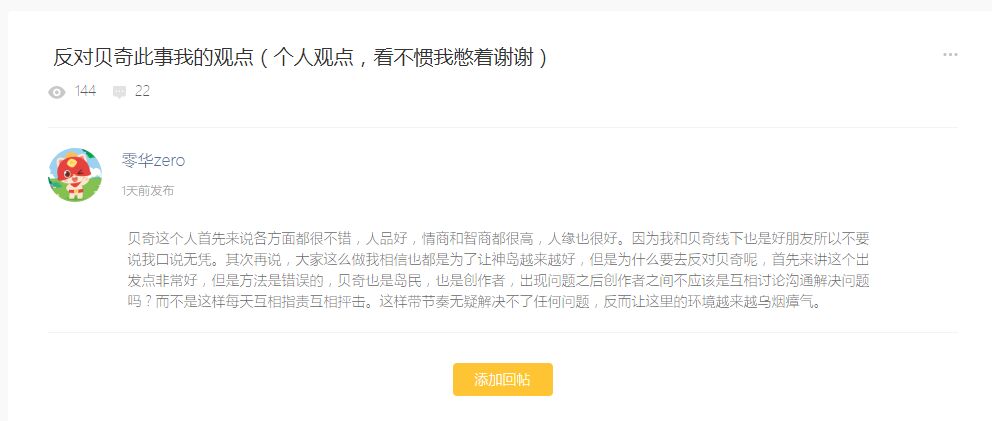 反对贝奇此事我的观点（个人观点，看不惯我憋着谢谢）
144 22
零华zero
1天前发布
贝奇这个人首先来说各方面都很不错，人品好，情商和智商都很高，人缘也很好。因为我和贝奇线下也是好朋友所以不要
说我口说无凭。其次再说，大家这么做我相信也都是为了让神岛越来越好，但是为什么要去反对贝奇呢，首先来讲这个出
发点非常好，但是方法是错误的，贝奇也是岛民，也是创作者，出现问题之后创作者之间不应该是互相讨论沟通解决问题
吗？而不是这样每天互相指责互相抨击。这样带节奏无疑解决不了任何问题，反而让这里的环境越来越乌烟瘴气。
添加回帖